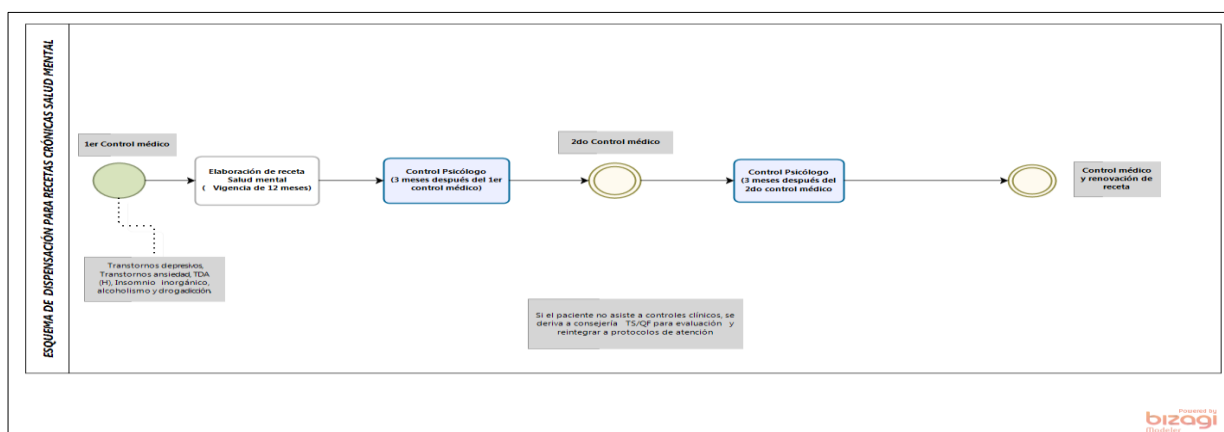 ESQUEMA DE DISPENSACIÓN PARA RECETAS CRÓNICAS SALUD MENTAL
1er Control médico
Elaboración de receta
Salud mental
( Vigencia de 12 meses)
Control Psicólogo
(3 meses después del 1er
control médico)
2do Control médico
Control Psicólogo
(3 meses después del
2do control médico
Control médico
y renovación de
receta
Transtornos depresivos,
Transtornos ansiedad, TDA
(H), Insomnio inorgánico,
alcoholismo y drogadicción.
Si el paciente no asiste a controles clínicos, se
deriva a consejería TS/QF para evaluación y
reintegrar a protocolos de atención
Powered by
bizagi
Modeler